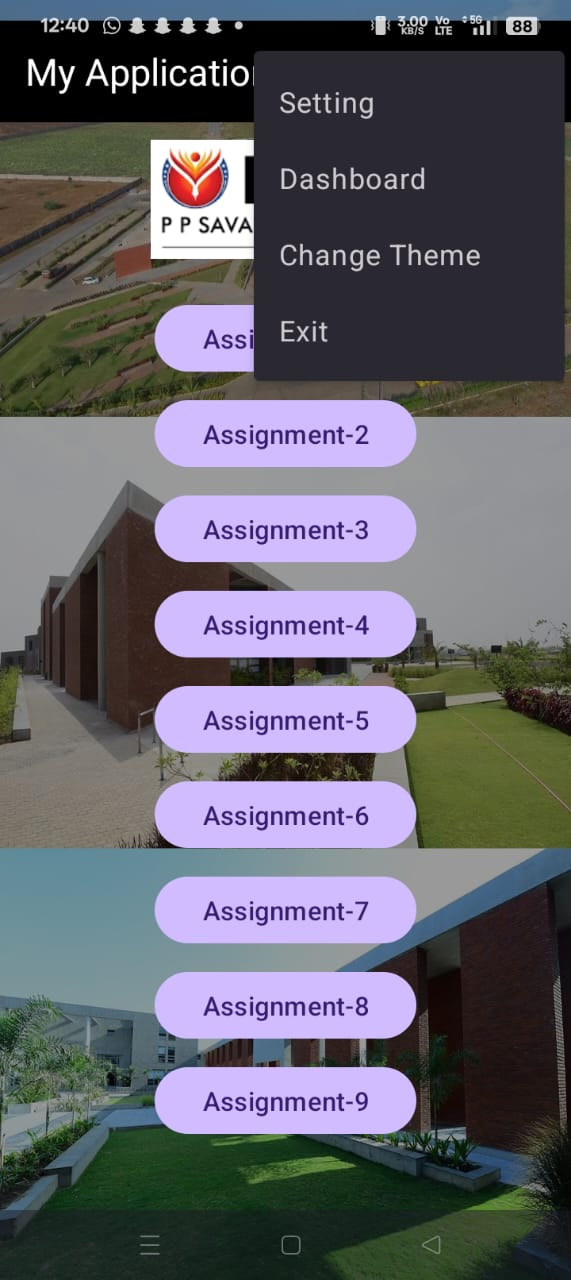 12:40
3.00 KB/S
Vo LTE
5G
88
My Applicatio
Setting
Dashboard
Change Theme
Exit
P P SAVA
Assi
Assignment-2
Assignment-3
Assignment-4
Assignment-5
Assignment-6
Assignment-7
Assignment-8
Assignment-9